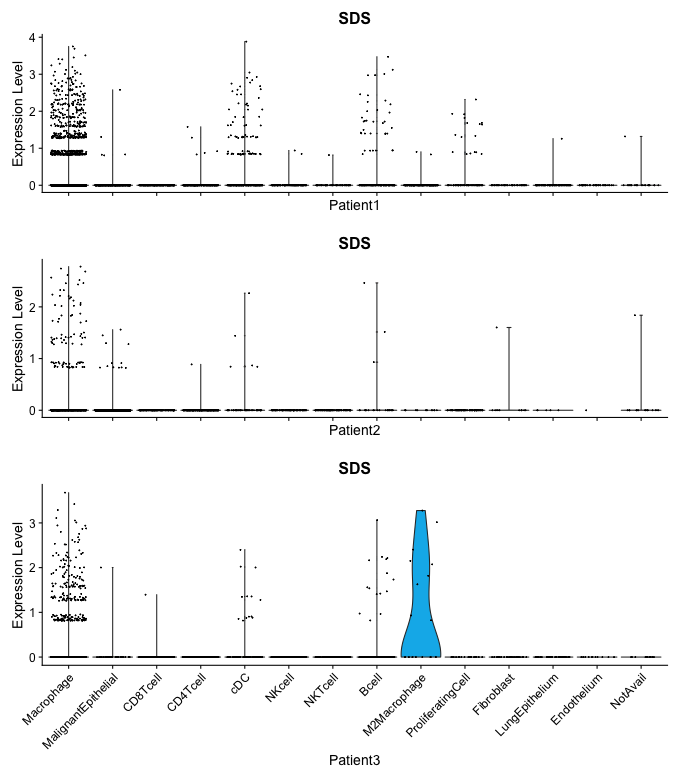 SDS
Expression Level
4
3
2
1
0
Patient1
SDS
Expression Level
2
1
0
Patient2
SDS
Expression Level
3
2
1
0
Macrophage
MalignantEpithelial
CD8Tcell
CD4Tcell
cDC
NKcell
NKTcell
Bcell
M2Macrophage
ProliferatingCell
Fibroblast
LungEpithelium
Endothelium
NotAvail
Patient3